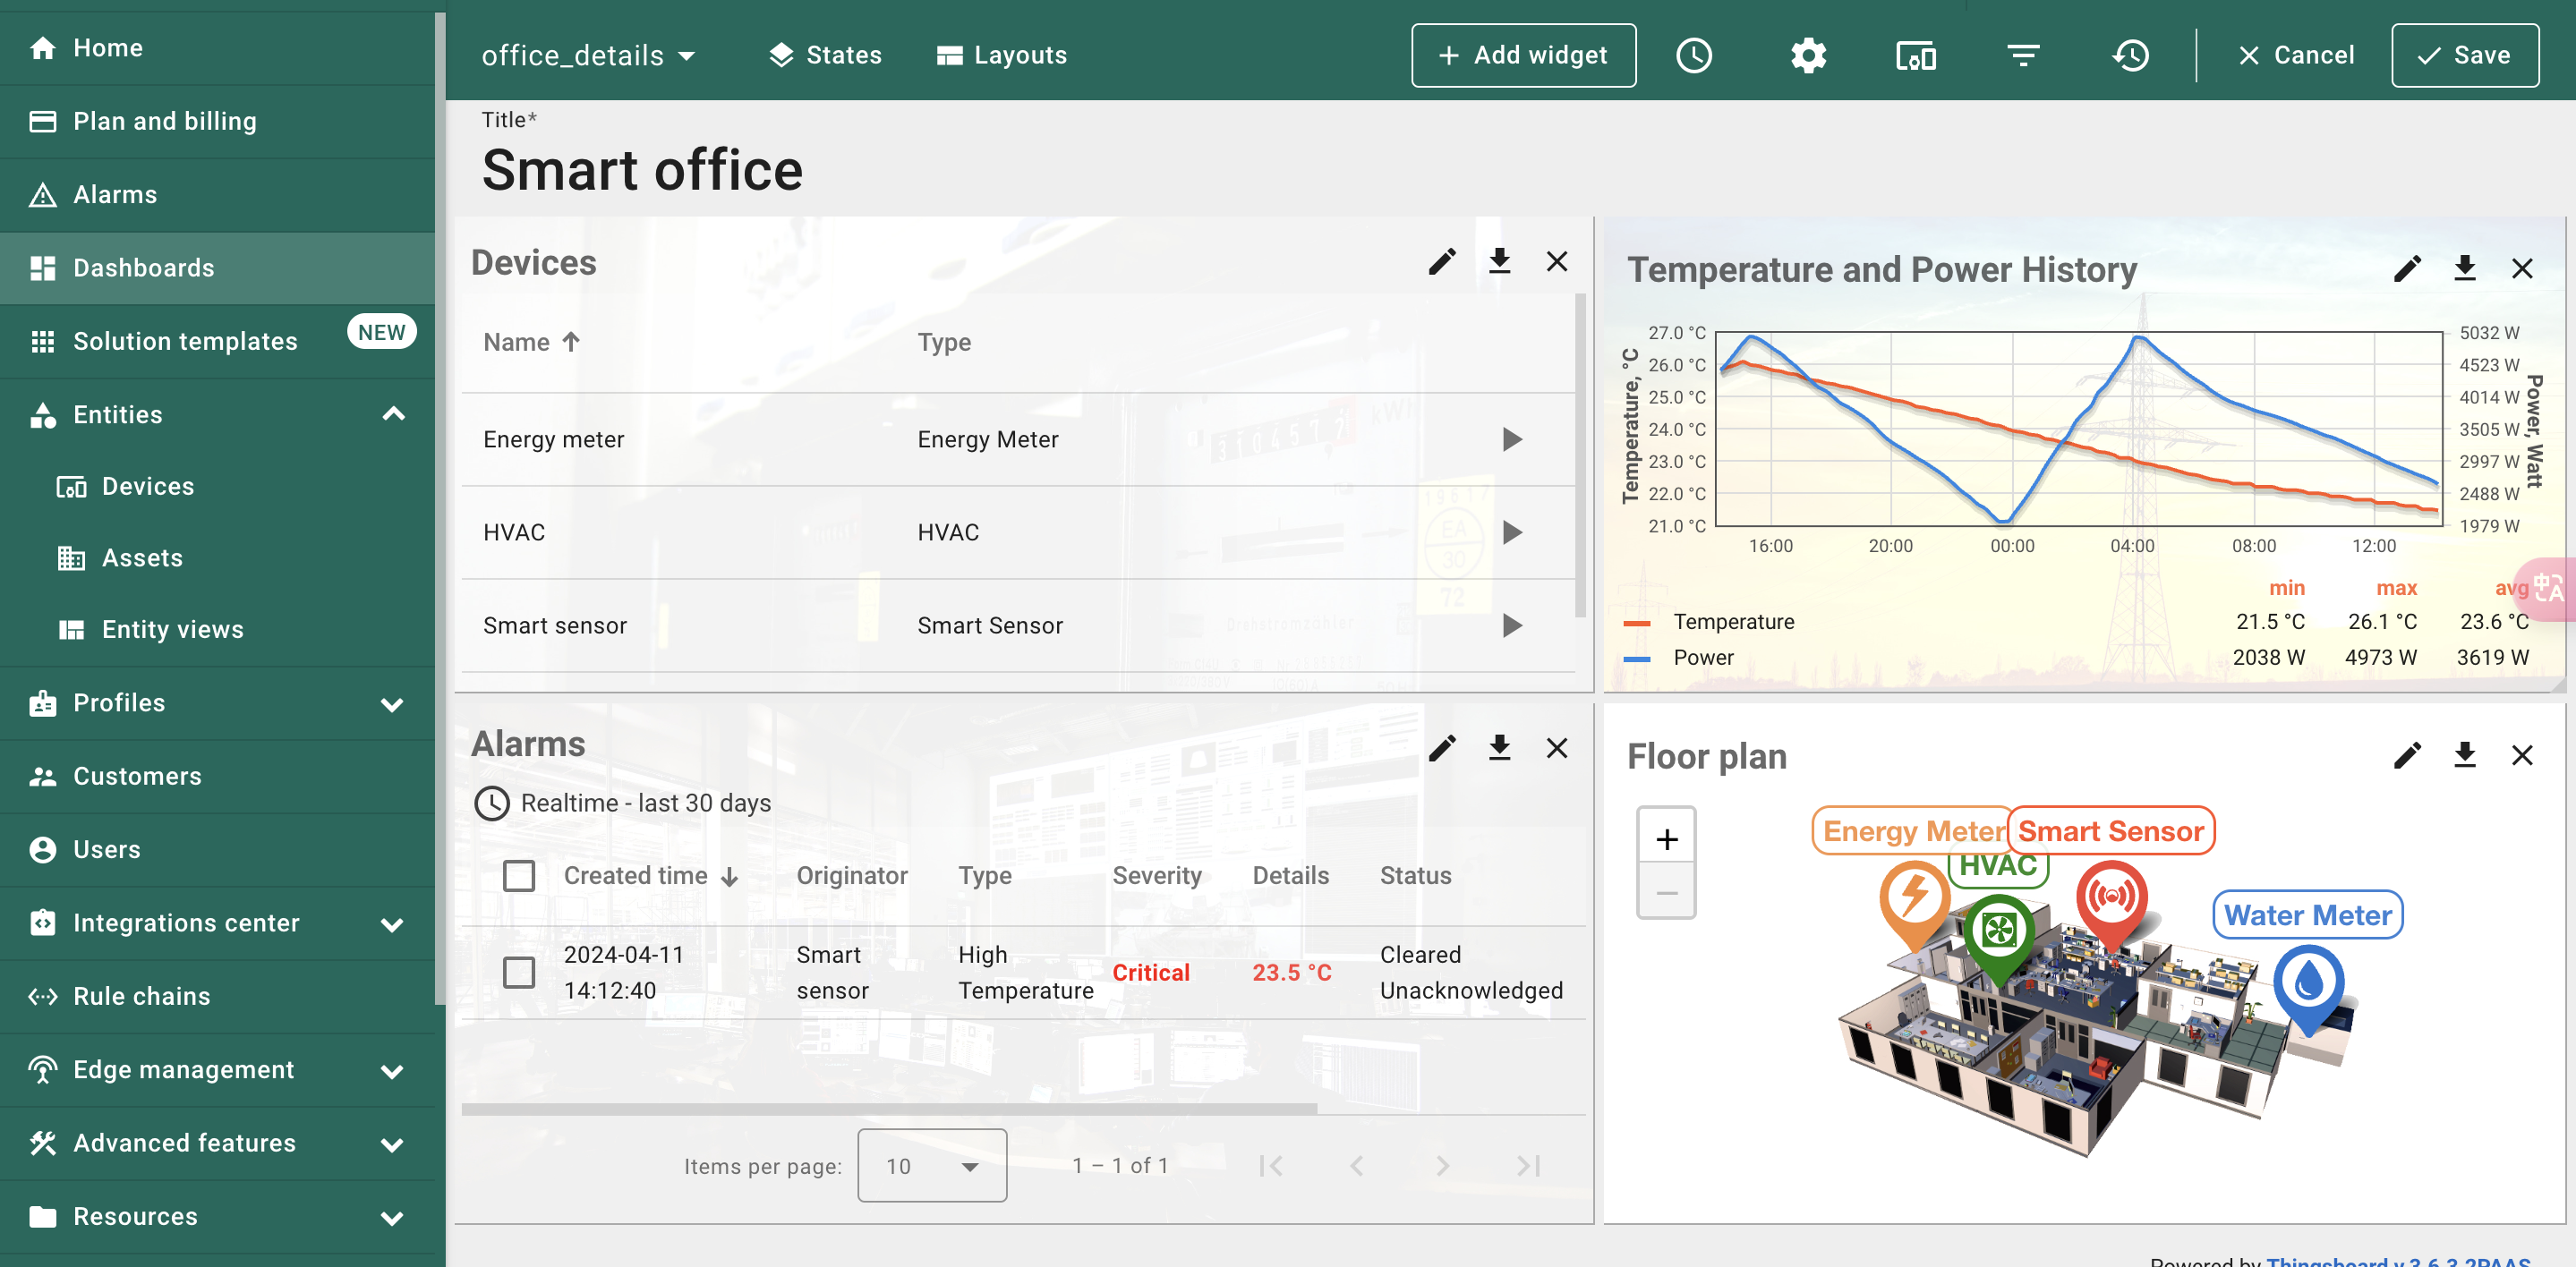 Home
Plan and billing
Alarms
Dashboards
Solution templates NEW
Entities
Devices
Assets
Entity views
Profiles
Customers
Users
Integrations center
Rule chains
Edge management
Advanced features
Resources
office_details States Layouts + Add widget Cancel Save
Title*
Smart office
Devices
Name Type
Energy meter Energy Meter
HVAC HVAC
Smart sensor Smart Sensor
Temperature and Power History
Temperature, °C
27.0 °C
26.0 °C
25.0 °C
24.0 °C
23.0 °C
22.0 °C
21.0 °C
5032 W
4523 W
4014 W
3505 W
2997 W
2488 W
1979 W
Power, Watt
16:00 20:00 00:00 04:00 08:00 12:00
min max avg
Temperature 21.5 °C 26.1 °C 23.6 °C
Power 2038 W 4973 W 3619 W
Alarms
Realtime - last 30 days
Created time Originator Type Severity Details Status
2024-04-11 14:12:40 Smart sensor High Temperature Critical 23.5 °C Cleared Unacknowledged
Items per page: 10 1 – 1 of 1
Floor plan
+
−
Energy Meter Smart Sensor
HVAC
Water Meter
Powered by Thingsboard v.3.6.3.2PAAS